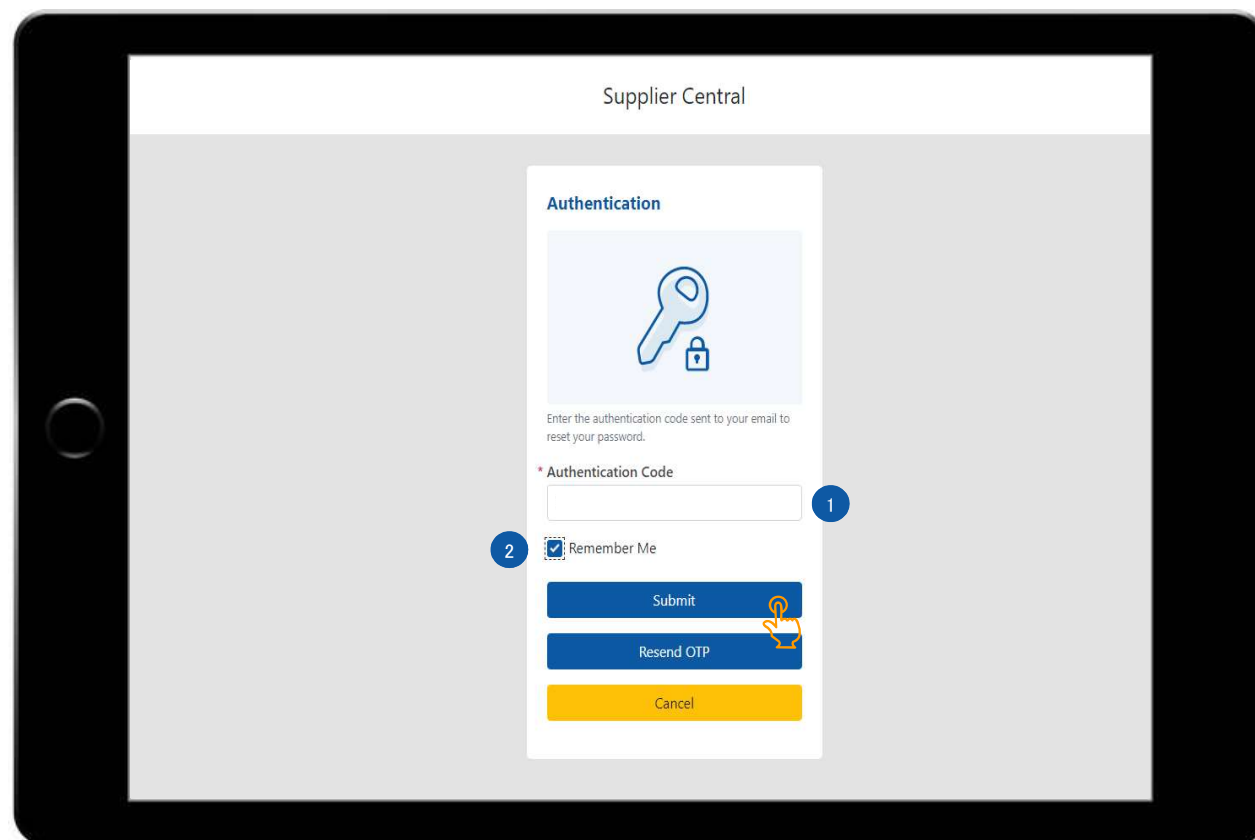 Supplier Central
Authentication
Enter the authentication code sent to your email to
reset your password.
* Authentication Code
1
2 Remember Me
Submit
Resend OTP
Cancel